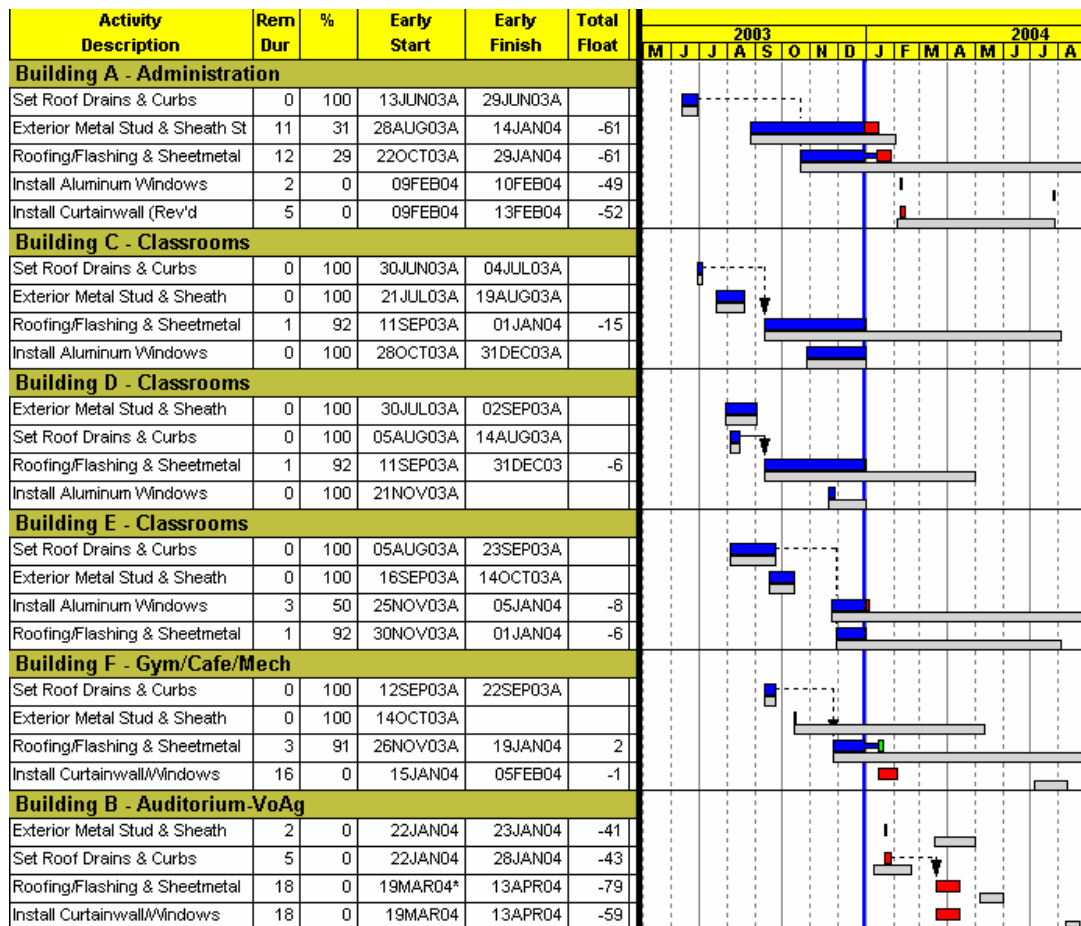 Activity Rem % Early Early Total
Description Dur Start Finish Float
2003 2004
M J J A S O N D J F M A M J J A
Building A - Administration
Set Roof Drains & Curbs 0 100 13JUN03A 29JUN03A
Exterior Metal Stud & Sheath St 11 31 28AUG03A 14JAN04 -61
Roofing/Flashing & Sheetmetal 12 29 22OCT03A 29JAN04 -61
Install Aluminum Windows 2 0 09FEB04 10FEB04 -49
Install Curtainwall (Rev'd 5 0 09FEB04 13FEB04 -52
Building C - Classrooms
Set Roof Drains & Curbs 0 100 30JUN03A 04JUL03A
Exterior Metal Stud & Sheath 0 100 21JUL03A 19AUG03A
Roofing/Flashing & Sheetmetal 1 92 11SEP03A 01JAN04 -15
Install Aluminum Windows 0 100 28OCT03A 31DEC03A
Building D - Classrooms
Exterior Metal Stud & Sheath 0 100 30JUL03A 02SEP03A
Set Roof Drains & Curbs 0 100 05AUG03A 14AUG03A
Roofing/Flashing & Sheetmetal 1 92 11SEP03A 31DEC03 -6
Install Aluminum Windows 0 100 21NOV03A
Building E - Classrooms
Set Roof Drains & Curbs 0 100 05AUG03A 23SEP03A
Exterior Metal Stud & Sheath 0 100 16SEP03A 14OCT03A
Install Aluminum Windows 3 50 25NOV03A 05JAN04 -8
Roofing/Flashing & Sheetmetal 1 92 30NOV03A 01JAN04 -6
Building F - Gym/Cafe/Mech
Set Roof Drains & Curbs 0 100 12SEP03A 22SEP03A
Exterior Metal Stud & Sheath 0 100 14OCT03A
Roofing/Flashing & Sheetmetal 3 91 26NOV03A 19JAN04 2
Install Curtainwall/Windows 16 0 15JAN04 05FEB04 -1
Building B - Auditorium-VoAg
Exterior Metal Stud & Sheath 2 0 22JAN04 23JAN04 -41
Set Roof Drains & Curbs 5 0 22JAN04 28JAN04 -43
Roofing/Flashing & Sheetmetal 18 0 19MAR04* 13APR04 -79
Install Curtainwall/Windows 18 0 19MAR04 13APR04 -59